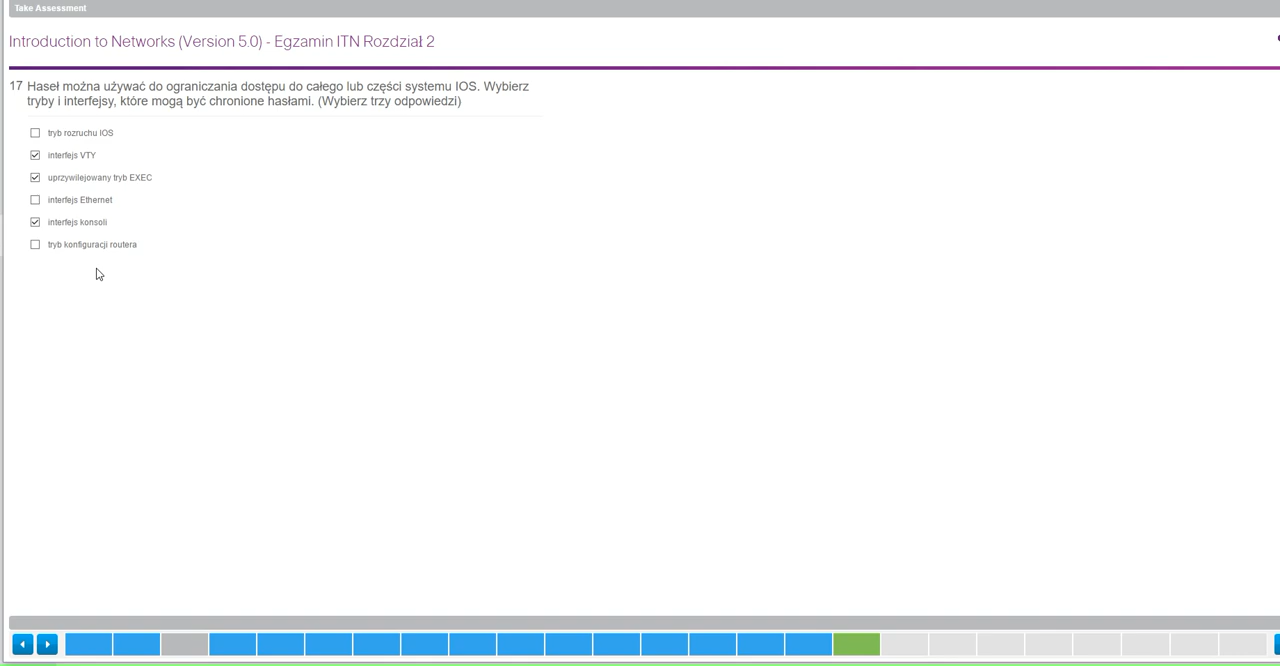 Take Assessment
Introduction to Networks (Version 5.0) - Egzamin ITN Rozdział 2
17 Haseł można używać do ograniczania dostępu do całego lub części systemu IOS. Wybierz
tryby i interfejsy, które mogą być chronione hasłami. (Wybierz trzy odpowiedzi)
tryb rozruchu IOS
interfejs VTY
uprzywilejowany tryb EXEC
interfejs Ethernet
interfejs konsoli
tryb konfiguracji routera